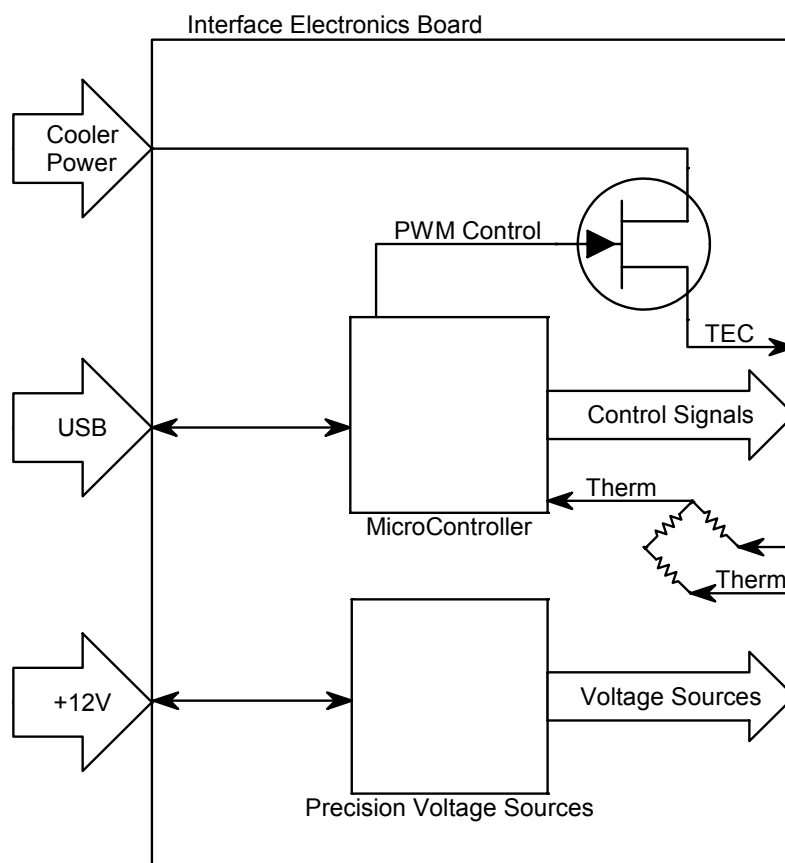 Interface Electronics Board
Cooler
Power
PWM Control
TEC
USB
Control Signals
Therm
MicroController
Therm
+12V
Voltage Sources
Precision Voltage Sources